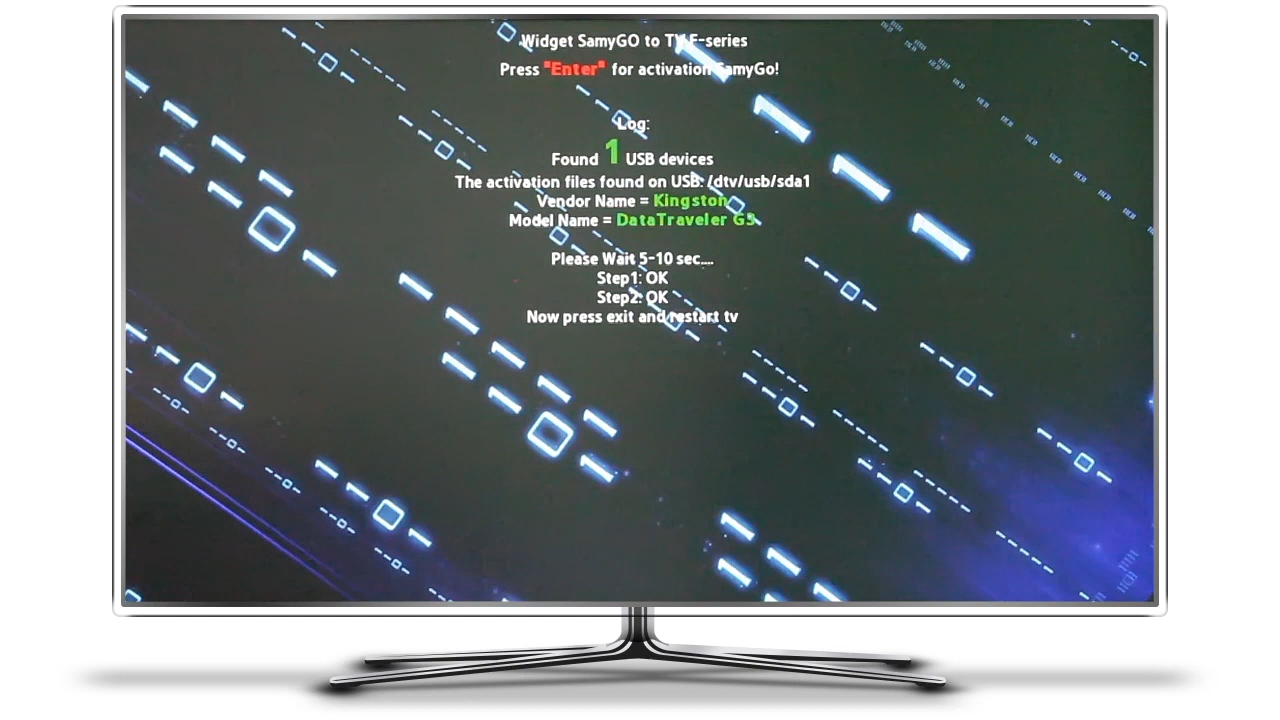 Widget SamyGO to TV F-series
Press "Enter" for activation SamyGo!
Log:
Found 1 USB devices
The activation files found on USB: /dtv/usb/sda1
Vendor Name = Kingston
Model Name = DataTraveler G3
Please Wait 5-10 sec....
Step1: OK
Step2: OK
Now press exit and restart tv